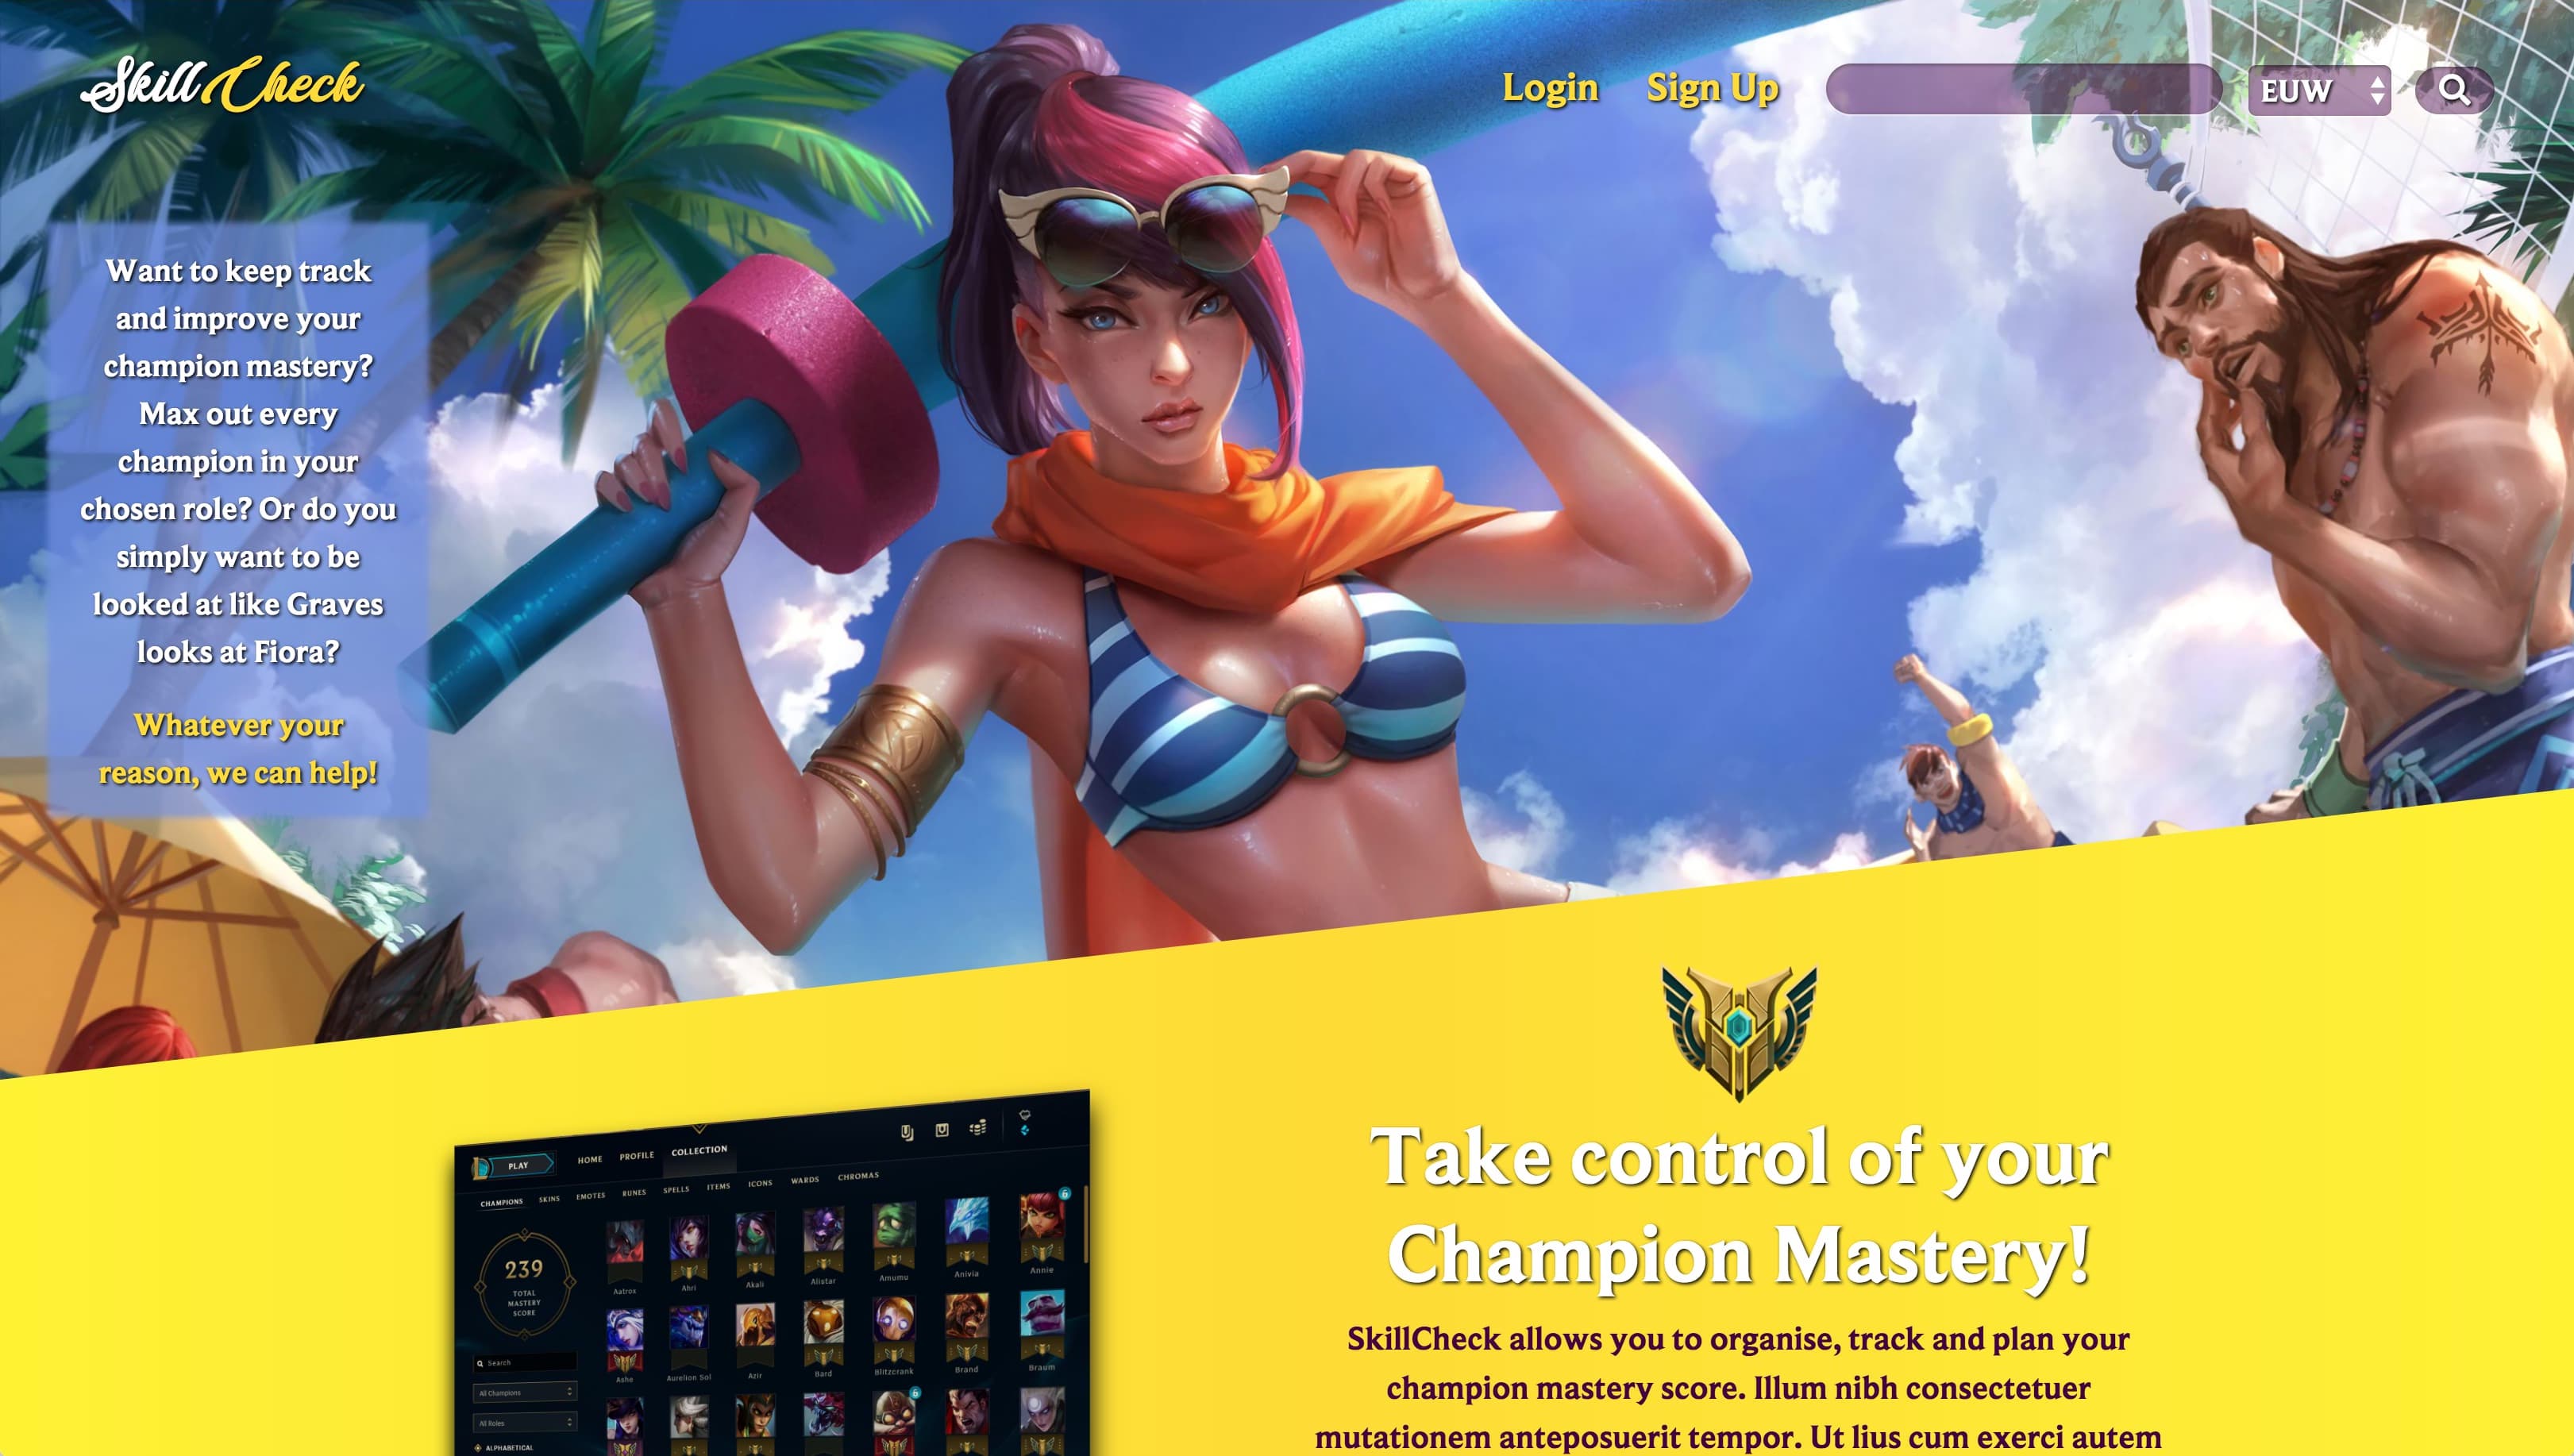 Skill Check
Login
Sign Up
EUW
Want to keep track
and improve your
champion mastery?
Max out every
champion in your
chosen role? Or do you
simply want to be
looked at like Graves
looks at Fiora?
Whatever your
reason, we can help!
Take control of your
Champion Mastery!
SkillCheck allows you to organise, track and plan your
champion mastery score. Illum nibh consectetuer
mutationem anteposuerit tempor. Ut lius cum exerci autem
PLAY
HOME
PROFILE
COLLECTION
CHAMPIONS
SKINS
EMOTES
RUNES
SPELLS
ITEMS
ICONS
WARDS
CHROMAS
239
TOTAL
MASTERY
SCORE
Search
All Champions
All Roles
ALPHABETICAL
Aatrox
Ahri
Akali
Alistar
Amumu
Anivia
Annie
Ashe
Aurelion Sol
Azir
Bard
Blitzcrank
Brand
Braum